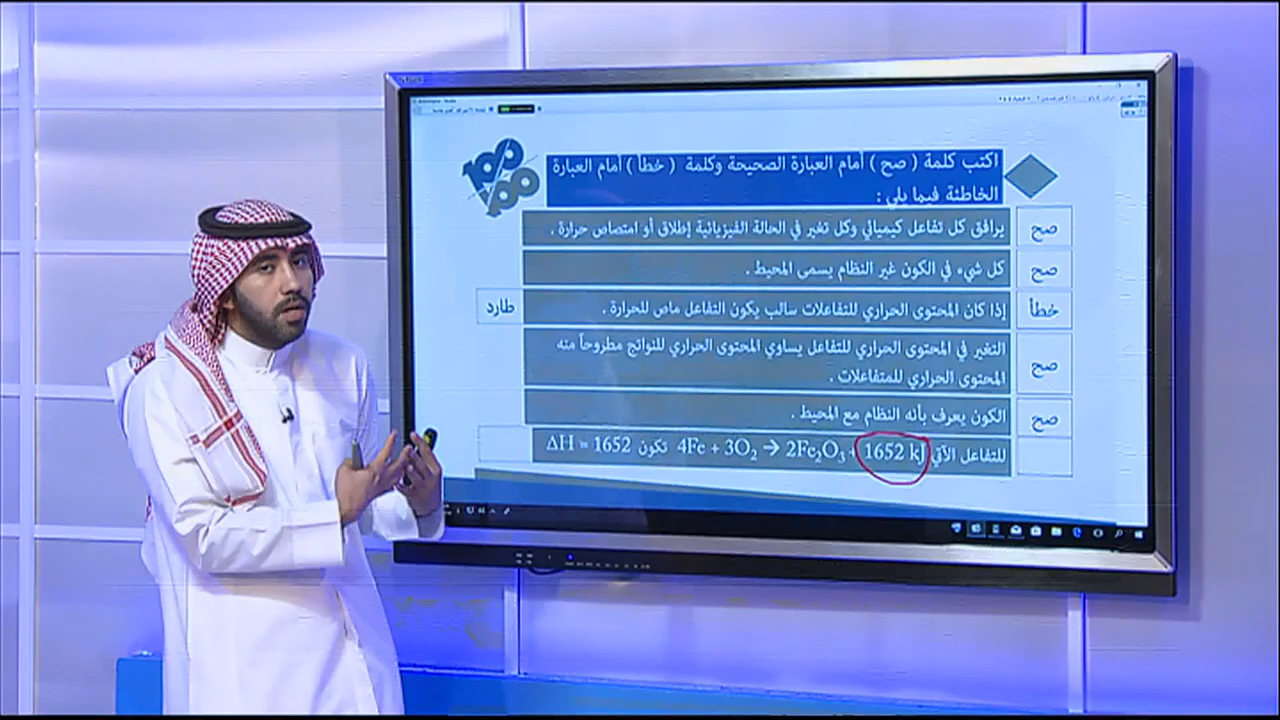 اكتب كلمة ( صح ) أمام العبارة الصحيحة وكلمة ( خطأ ) أمام العبارة
الخاطئة فيما يلي :
100
100
صح يرافق كل تفاعل كيميائي وكل تغير في الحالة الفيزيائية إطلاق أو امتصاص حرارة .
صح كل شيء في الكون غير النظام يسمى المحيط .
خطأ إذا كان المحتوى الحراري للتفاعلات سالب يكون التفاعل ماص للحرارة . طارد
صح التغير في المحتوى الحراري للتفاعل يساوي المحتوى الحراري للنواتج مطروحاً منه
المحتوى الحراري للمتفاعلات .
صح الكون يعرف بأنه النظام مع المحيط .
للتفاعل الآتي 4Fe + 3O₂ → 2Fe₂O₃ + 1652 kJ تكون ΔH = 1652